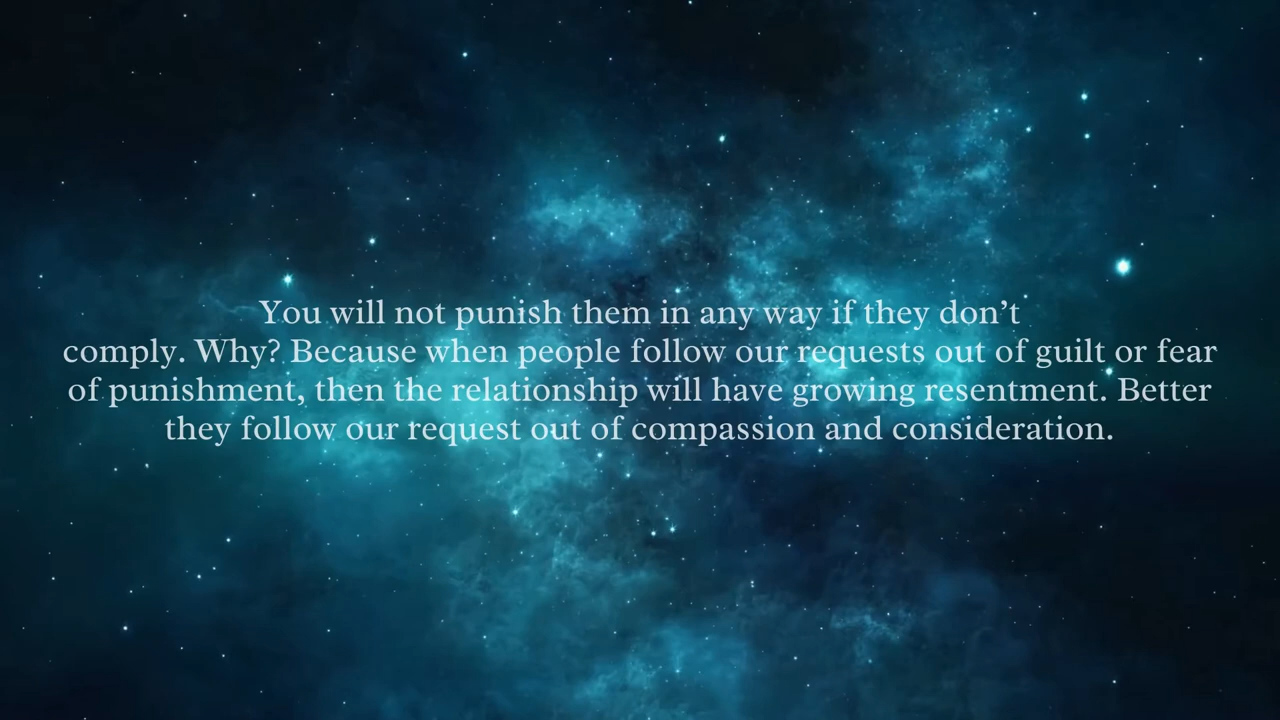 You will not punish them in any way if they don’t
comply. Why? Because when people follow our requests out of guilt or fear
of punishment, then the relationship will have growing resentment. Better
they follow our request out of compassion and consideration.